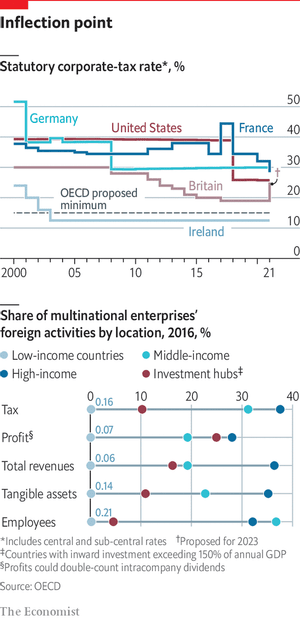 Inflection point
Statutory corporate-tax rate*, %
50
Germany
United States
France
40
30
†
OECD proposed
minimum
Britain
20
Ireland
10
0
2000
05
10
15
21
Share of multinational enterprises’
foreign activities by location, 2016, %
Low-income countries
Middle-income
High-income
Investment hubs‡
0
10
20
30
40
Tax
0.16
Profit§
0.07
Total revenues
0.06
Tangible assets
0.14
Employees
0.21
*Includes central and sub-central rates †Proposed for 2023
‡Countries with inward investment exceeding 150% of annual GDP
§Profits could double-count intracompany dividends
Source: OECD
The Economist